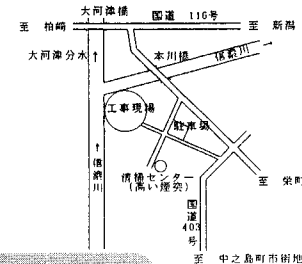 大河津橋
国道 116号
至 柏崎
至 新潟
大河津分水
本川橋
信濃川
工事現場
駐車場
清掃センター
(高い煙突)
信濃川
至 栄町
国道403号
至 中之島町市街地